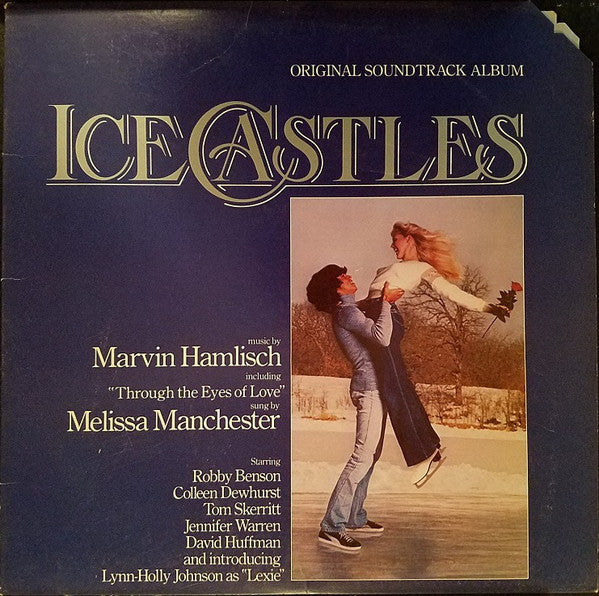 ORIGINAL SOUNDTRACK ALBUM
ICE CASTLES
music by
Marvin Hamlisch
including
"Through the Eyes of Love"
sung by
Melissa Manchester
Starring
Robby Benson
Colleen Dewhurst
Tom Skerritt
Jennifer Warren
David Huffman
and introducing
Lynn-Holly Johnson as "Lexie"